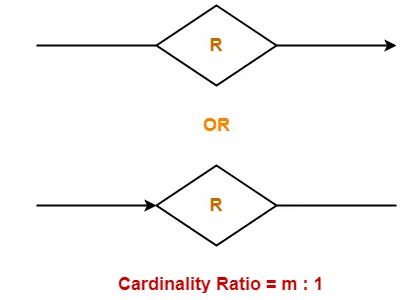 R
OR
R
Cardinality Ratio = m : 1